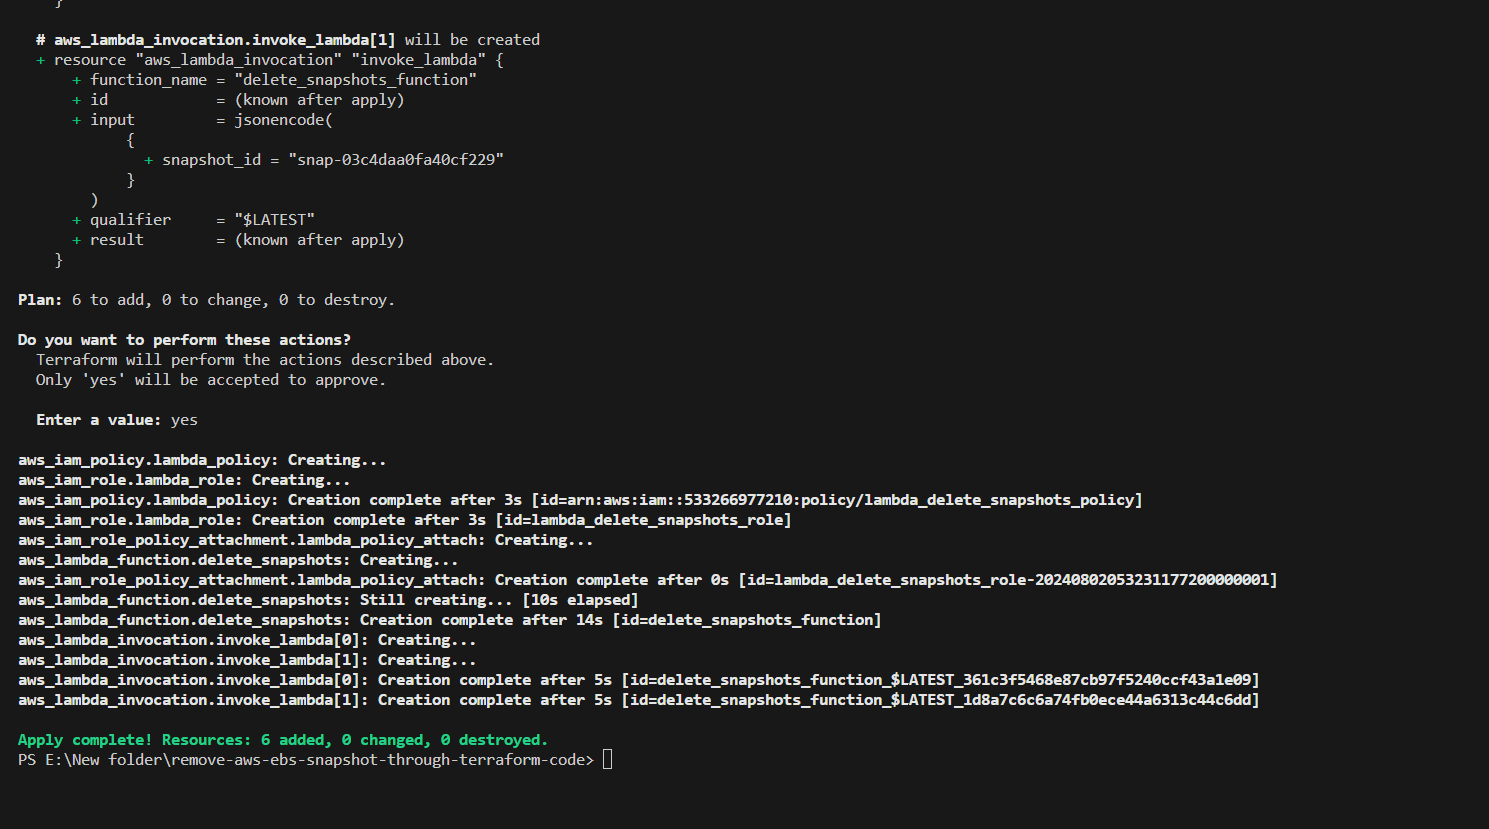 }
# aws_lambda_invocation.invoke_lambda[1] will be created
+ resource "aws_lambda_invocation" "invoke_lambda" {
+ function_name = "delete_snapshots_function"
+ id = (known after apply)
+ input = jsonencode(
{
+ snapshot_id = "snap-03c4daa0fa40cf229"
}
)
+ qualifier = "$LATEST"
+ result = (known after apply)
}
Plan: 6 to add, 0 to change, 0 to destroy.
Do you want to perform these actions?
Terraform will perform the actions described above.
Only 'yes' will be accepted to approve.
Enter a value: yes
aws_iam_policy.lambda_policy: Creating...
aws_iam_role.lambda_role: Creating...
aws_iam_policy.lambda_policy: Creation complete after 3s [id=arn:aws:iam::533266977210:policy/lambda_delete_snapshots_policy]
aws_iam_role.lambda_role: Creation complete after 3s [id=lambda_delete_snapshots_role]
aws_iam_role_policy_attachment.lambda_policy_attach: Creating...
aws_lambda_function.delete_snapshots: Creating...
aws_iam_role_policy_attachment.lambda_policy_attach: Creation complete after 0s [id=lambda_delete_snapshots_role-20240802053231177200000001]
aws_lambda_function.delete_snapshots: Still creating... [10s elapsed]
aws_lambda_function.delete_snapshots: Creation complete after 14s [id=delete_snapshots_function]
aws_lambda_invocation.invoke_lambda[0]: Creating...
aws_lambda_invocation.invoke_lambda[1]: Creating...
aws_lambda_invocation.invoke_lambda[0]: Creation complete after 5s [id=delete_snapshots_function_$LATEST_361c3f5468e87cb97f5240ccf43a1e09]
aws_lambda_invocation.invoke_lambda[1]: Creation complete after 5s [id=delete_snapshots_function_$LATEST_1d8a7c6c6a74fb0ece44a6313c44c6dd]
Apply complete! Resources: 6 added, 0 changed, 0 destroyed.
PS E:\New folder\remove-aws-ebs-snapshot-through-terraform-code>